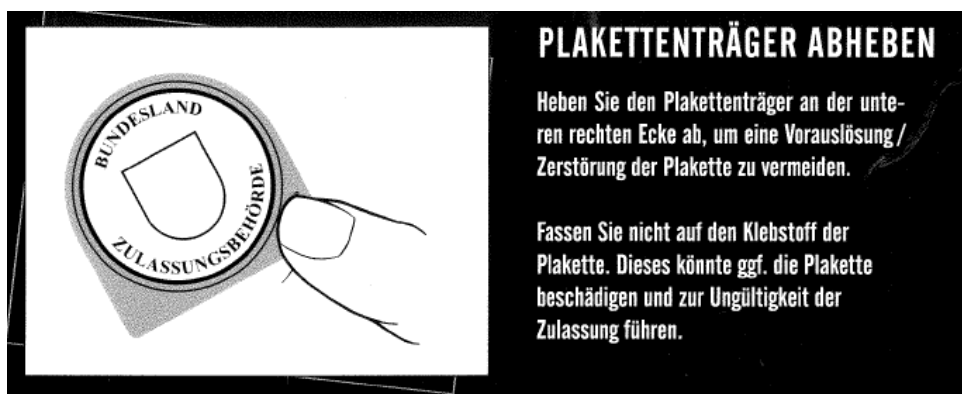 BUNDESLAND
ZULASSUNGSBEHÖRDE
PLAKETTENTRÄGER ABHEBEN
Heben Sie den Plakettenträger an der unte-
ren rechten Ecke ab, um eine Vorauslösung /
Zerstörung der Plakette zu vermeiden.
Fassen Sie nicht auf den Klebstoff der
Plakette. Dieses könnte ggf. die Plakette
beschädigen und zur Ungültigkeit der
Zulassung führen.